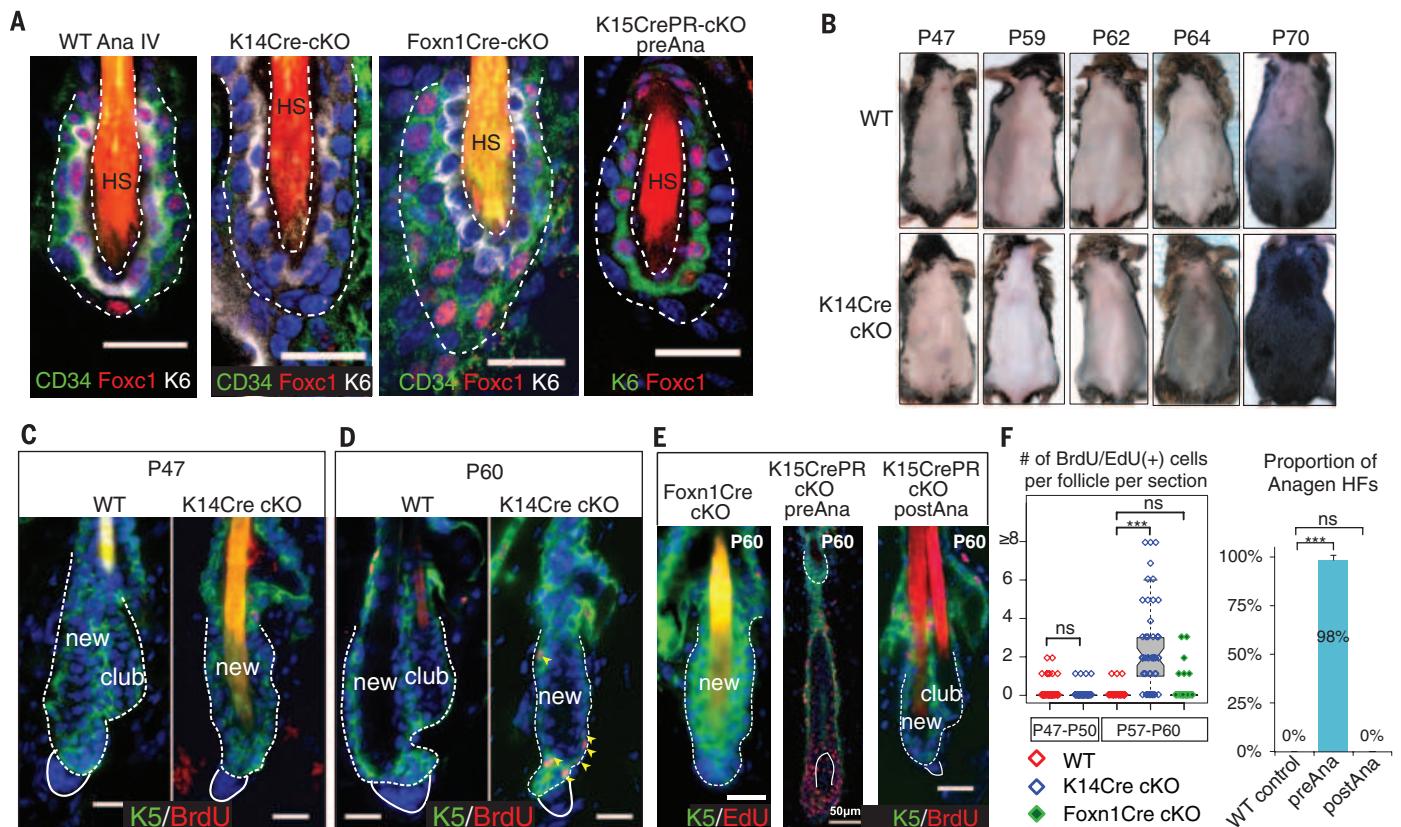 A
WT Ana IV
K14Cre-cKO
Foxn1Cre-cKO
K15CrePR-cKO
preAna
HS
HS
HS
HS
CD34 Foxc1 K6
CD34 Foxc1 K6
CD34 Foxc1 K6
K6 Foxc1
B
P47
P59
P62
P64
P70
WT
K14Cre
cKO
C
P47
WT
K14Cre cKO
new
club
new
K5/BrdU
D
P60
WT
K14Cre cKO
new
club
new
K5/BrdU
E
Foxn1Cre
cKO
K15CrePR
cKO
preAna
K15CrePR
cKO
postAna
P60
P60
P60
new
club
new
K5/EdU
50μm
K5/BrdU
F
# of BrdU/EdU(+) cells
per follicle per section
≥8
6
4
2
0
ns
***
ns
P47-P50
P57-P60
WT
K14Cre cKO
Foxn1Cre cKO
Proportion of
Anagen HFs
ns
***
100%
75%
50%
25%
0%
0%
98%
0%
WT control
preAna
postAna